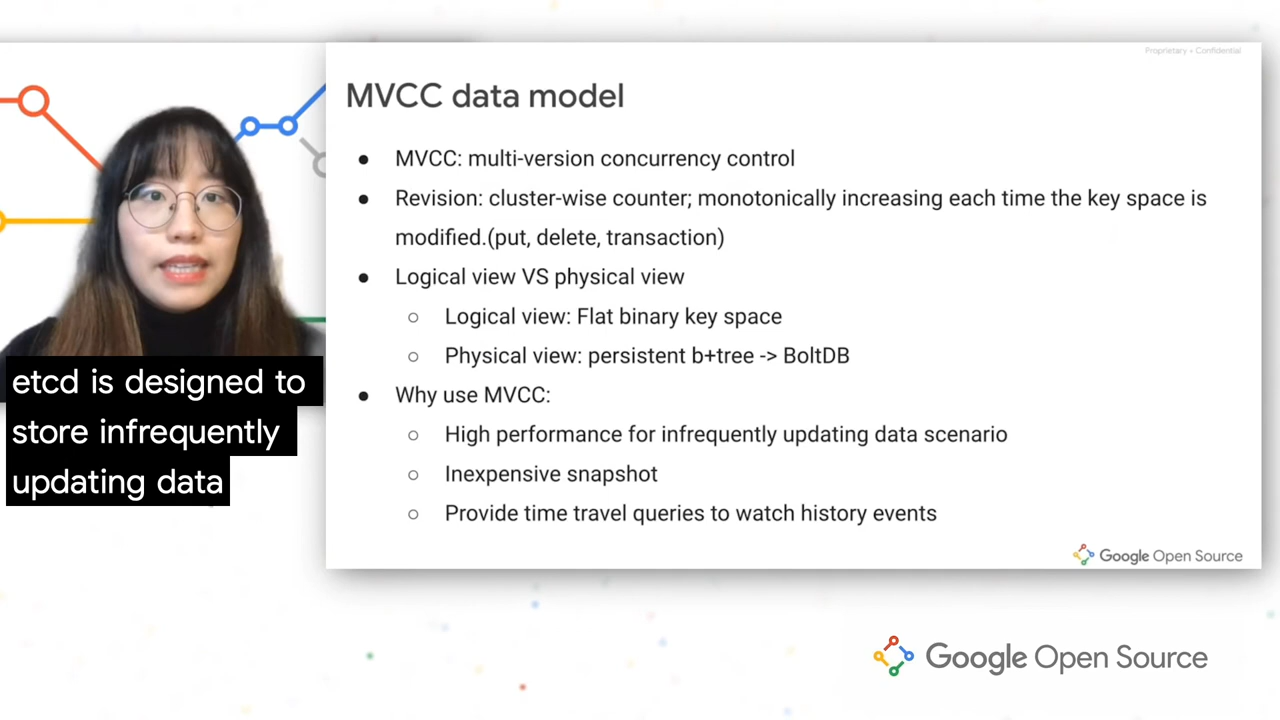 Proprietary + Confidential
MVCC data model
● MVCC: multi-version concurrency control
● Revision: cluster-wise counter; monotonically increasing each time the key space is
modified.(put, delete, transaction)
● Logical view VS physical view
○ Logical view: Flat binary key space
○ Physical view: persistent b+tree -> BoltDB
● Why use MVCC:
○ High performance for infrequently updating data scenario
○ Inexpensive snapshot
○ Provide time travel queries to watch history events
Google Open Source
etcd is designed to
store infrequently
updating data
Google Open Source